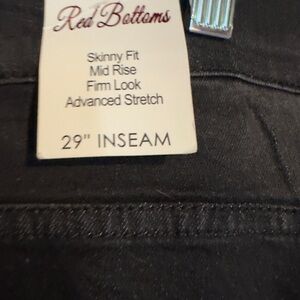 Red Bottoms
Skinny Fit
Mid Rise
Firm Look
Advanced Stretch
29" INSEAM